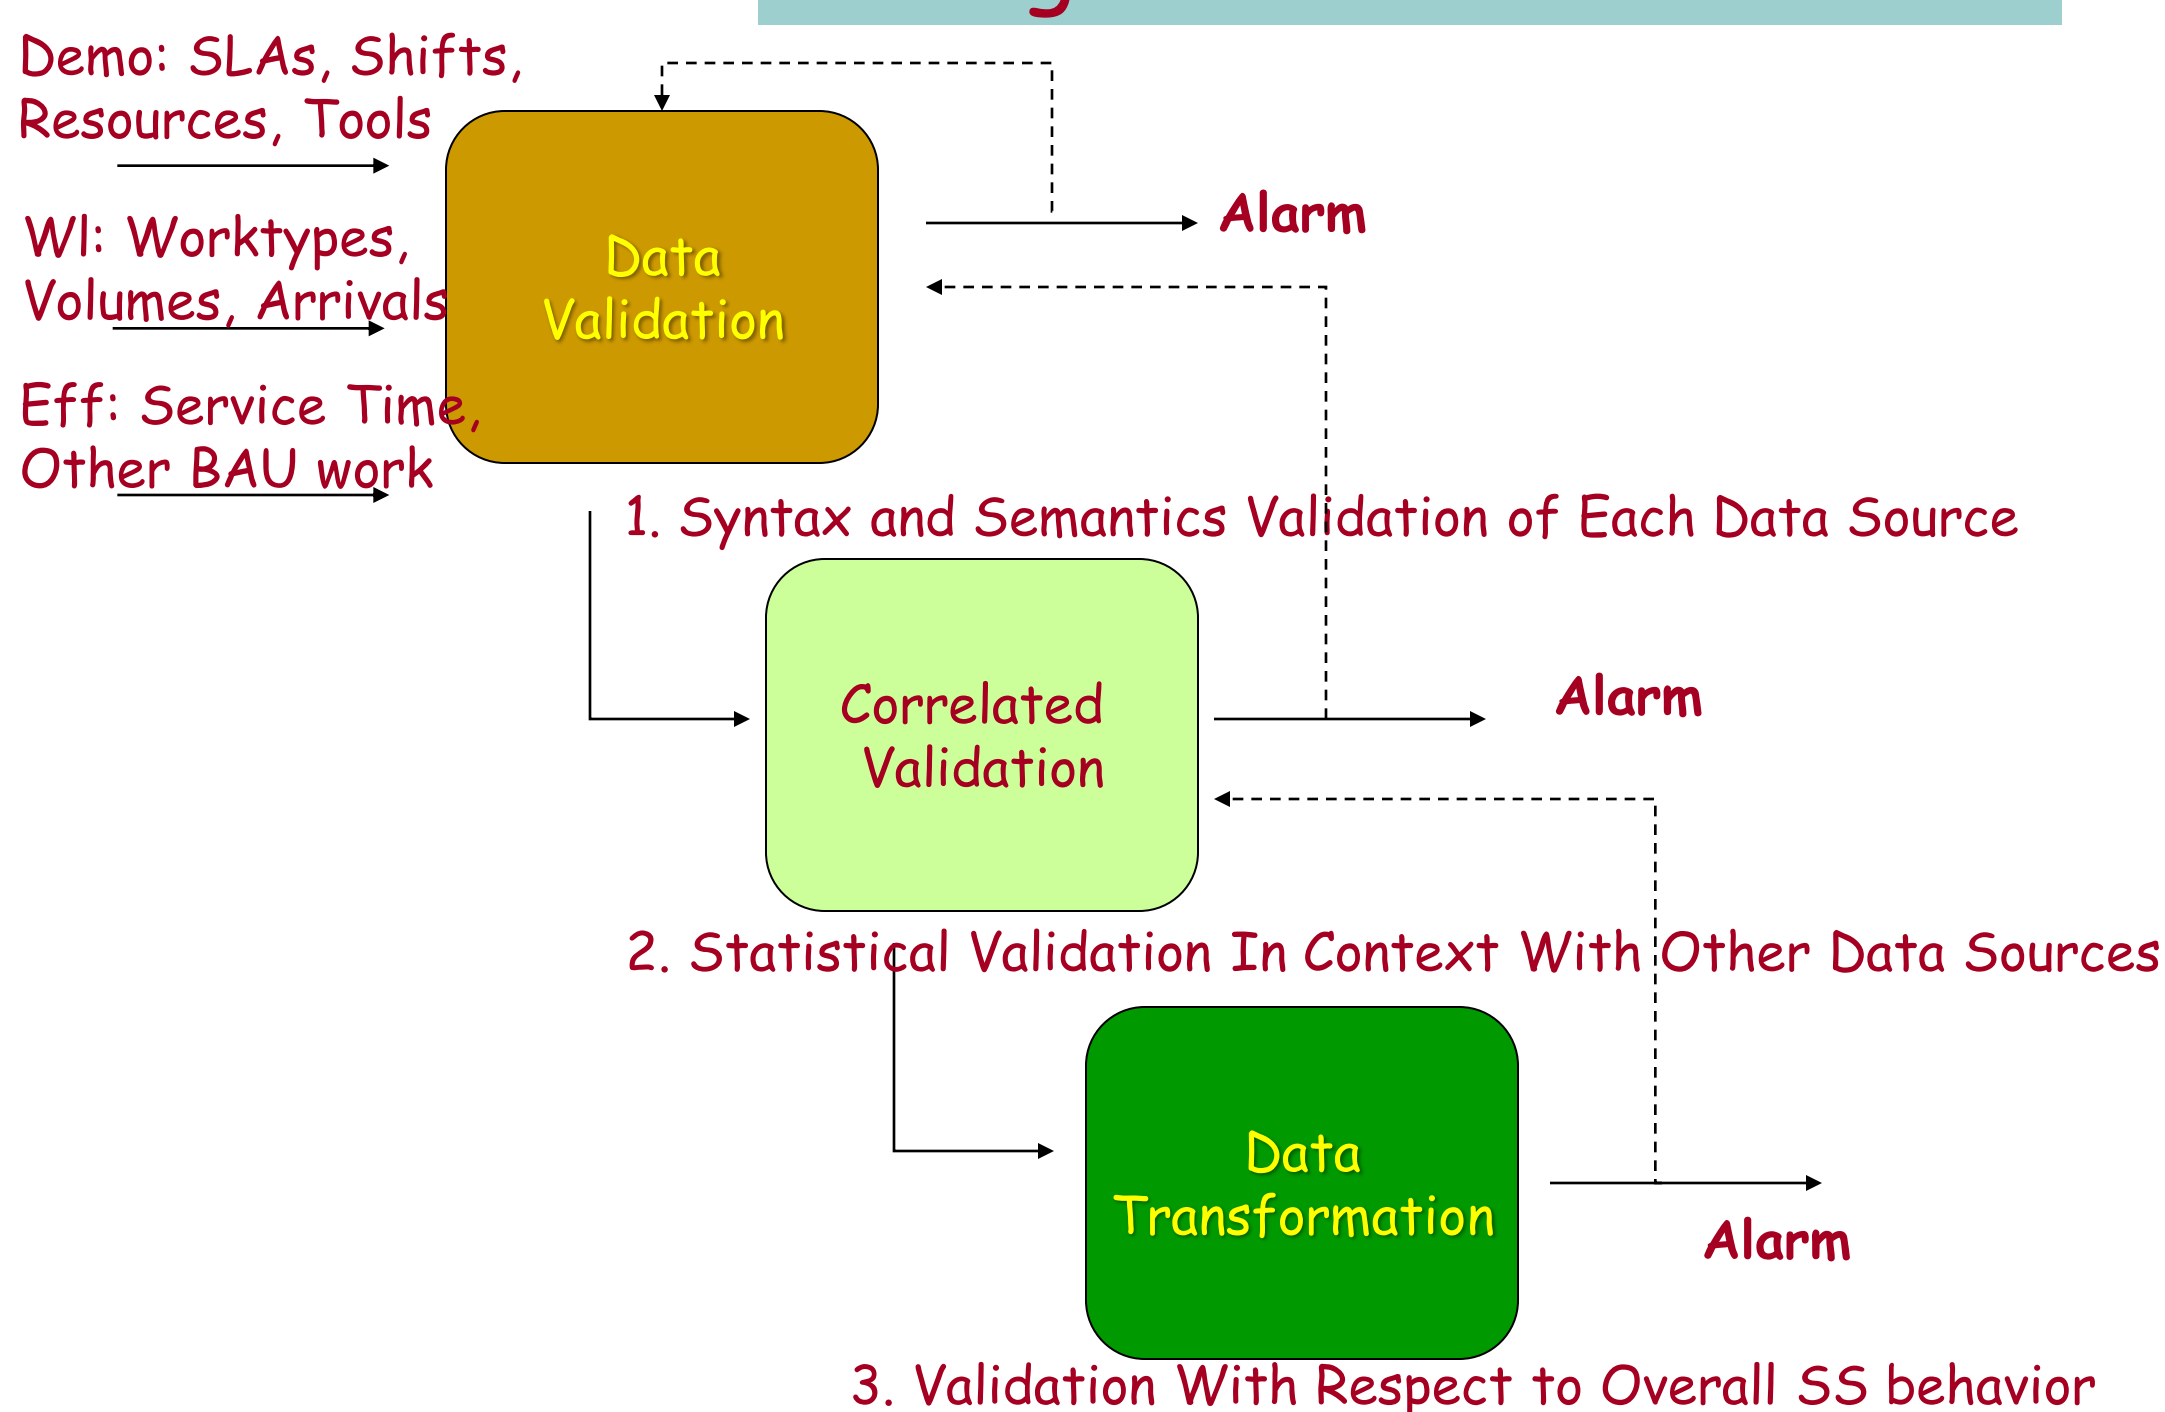 Demo: SLAs, Shifts,
Resources, Tools
Wl: Worktypes,
Volumes, Arrivals
Eff: Service Time,
Other BAU work
Data
Validation
Alarm
1. Syntax and Semantics Validation of Each Data Source
Correlated
Validation
Alarm
2. Statistical Validation In Context With Other Data Sources
Data
Transformation
Alarm
3. Validation With Respect to Overall SS behavior